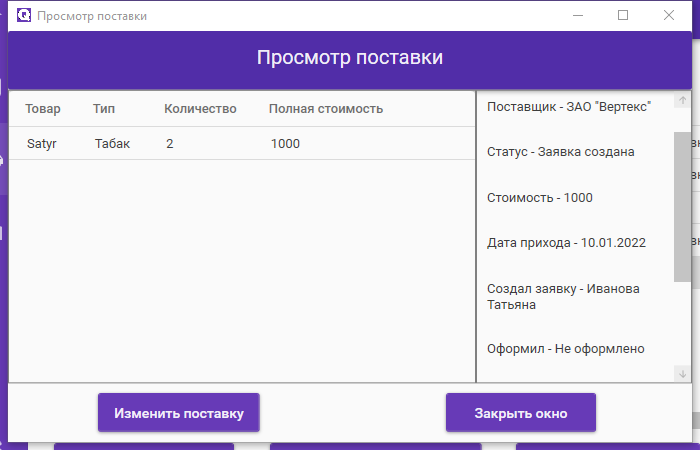 Просмотр поставки
Просмотр поставки
Товар Тип Количество Полная стоимость
Satyr Табак 2 1000
Поставщик - ЗАО "Вертекс"
Статус - Заявка создана
Стоимость - 1000
Дата прихода - 10.01.2022
Создал заявку - Иванова
Татьяна
Оформил - Не оформлено
Изменить поставку
Закрыть окно